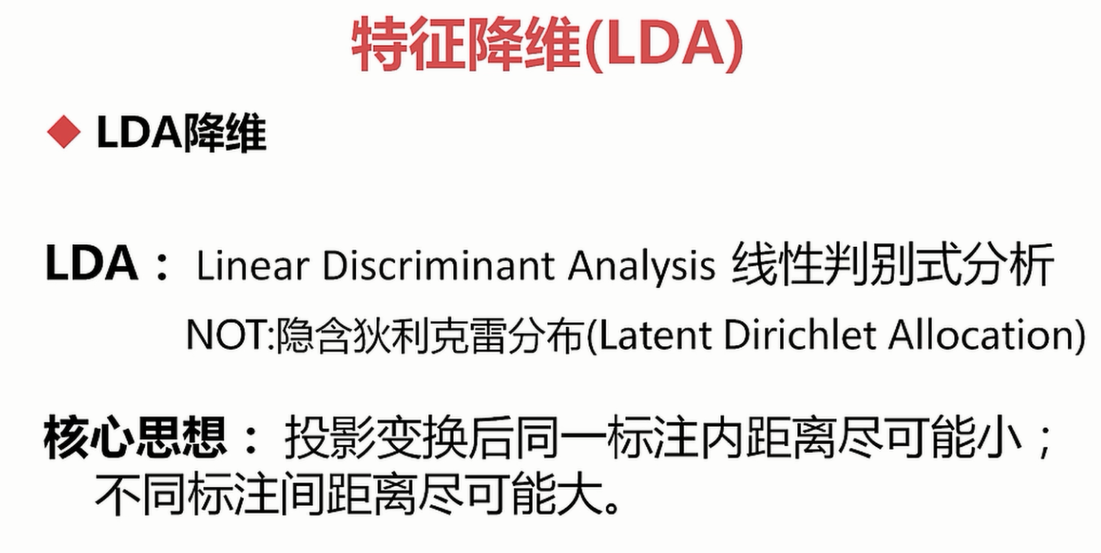 特征降维(LDA)
LDA降维
LDA： Linear Discriminant Analysis 线性判别式分析
NOT:隐含狄利克雷分布(Latent Dirichlet Allocation)
核心思想： 投影变换后同一标注内距离尽可能小；
不同标注间距离尽可能大。